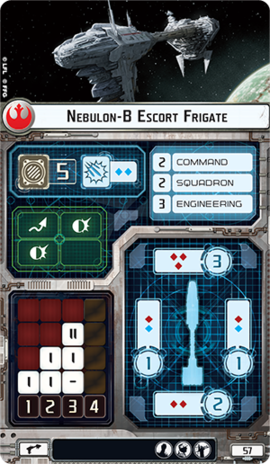 © LFL © FFG
NEBULON-B ESCORT FRIGATE
5
2 COMMAND
2 SQUADRON
3 ENGINEERING
3
1 1
2
II
I I
I I –
1 2 3 4
57